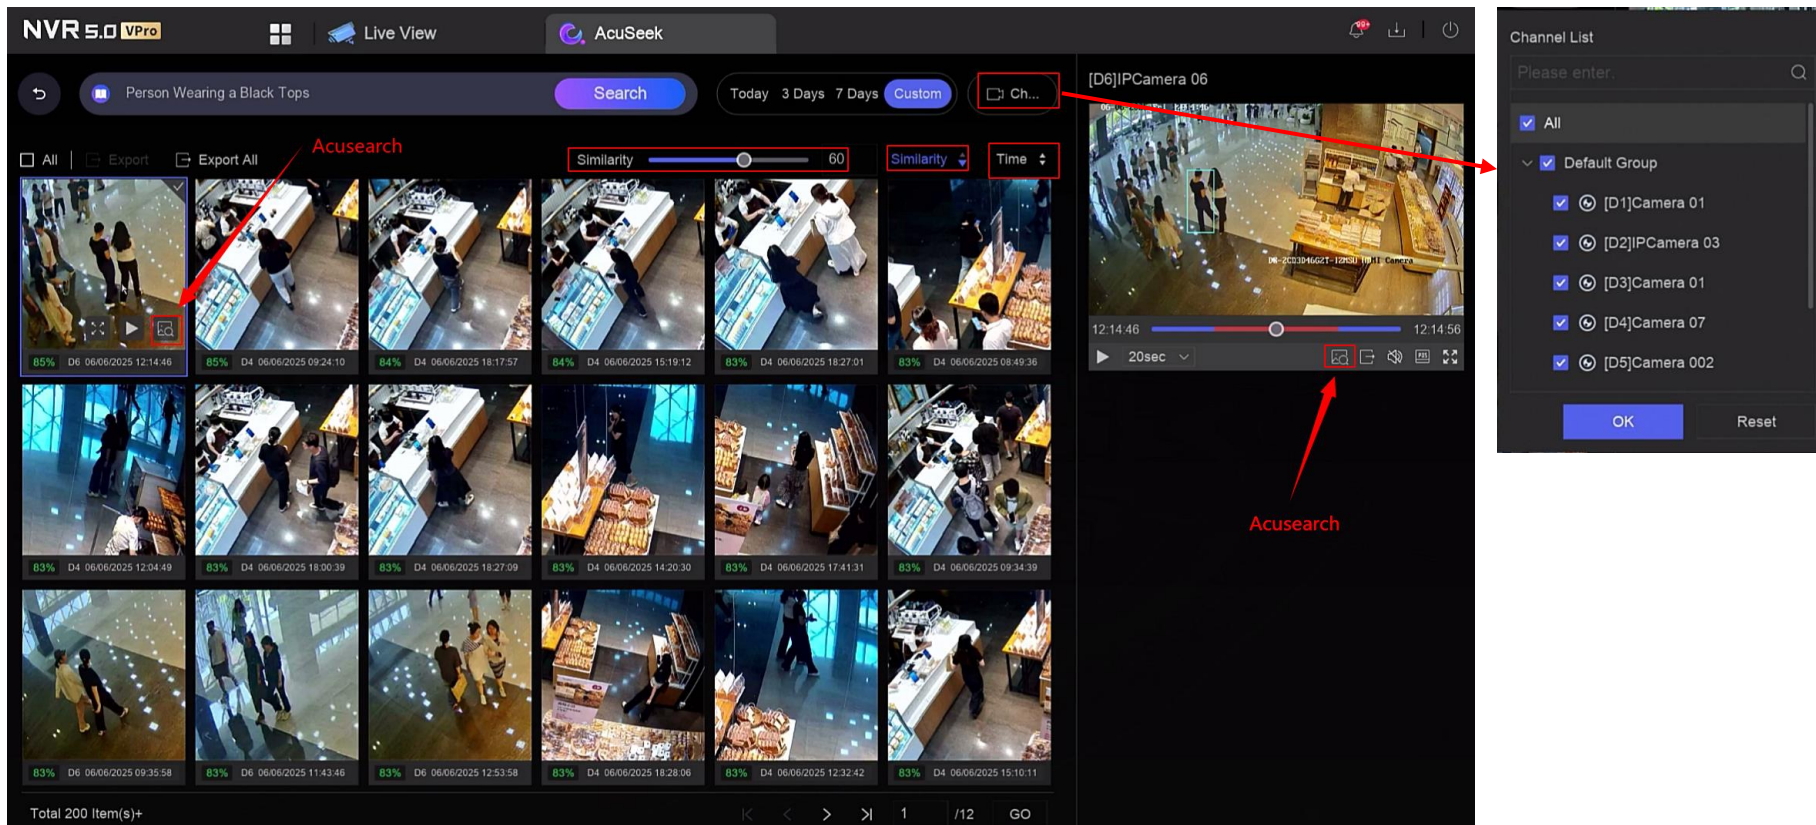 NVR 5.0 VPro
Live View
AcuSeek
99+
Person Wearing a Black Tops
Search
Today 3 Days 7 Days Custom
Ch...
All
Export
Export All
Acusearch
Similarity 60
Similarity
Time
85% D6 06/06/2025 12:14:46
85% D4 06/06/2025 09:24:10
84% D4 06/06/2025 18:17:57
84% D4 06/06/2025 15:19:12
83% D4 06/06/2025 18:27:01
83% D4 06/06/2025 08:49:36
83% D4 06/06/2025 12:04:49
83% D4 06/06/2025 18:00:39
83% D4 06/06/2025 18:27:09
83% D4 06/06/2025 14:20:30
83% D4 06/06/2025 17:41:31
83% D4 06/06/2025 09:34:39
83% D6 06/06/2025 09:35:58
83% D6 06/06/2025 11:43:46
83% D6 06/06/2025 12:53:58
83% D4 06/06/2025 18:28:06
83% D4 06/06/2025 12:32:42
83% D4 06/06/2025 15:10:11
Total 200 Item(s)+
1 /12 GO
[D6]IPCamera 06
Camera
12:14:46 12:14:56
20sec
Acusearch
Channel List
Please enter.
All
Default Group
[D1]Camera 01
[D2]IPCamera 03
[D3]Camera 01
[D4]Camera 07
[D5]Camera 002
OK Reset